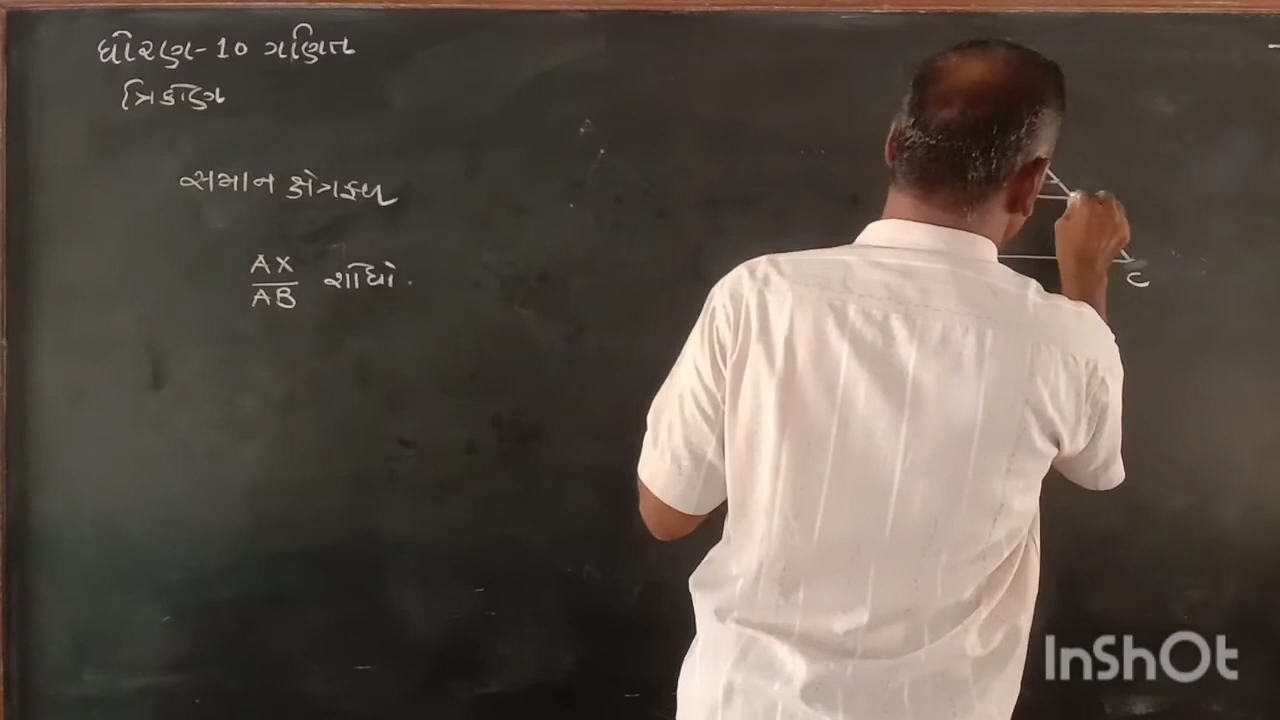 ધોરણ-10 ગણિત
ત્રિકોણ
સમાન ક્ષેત્રફળ
AX
AB શોધો.
C
InShOt